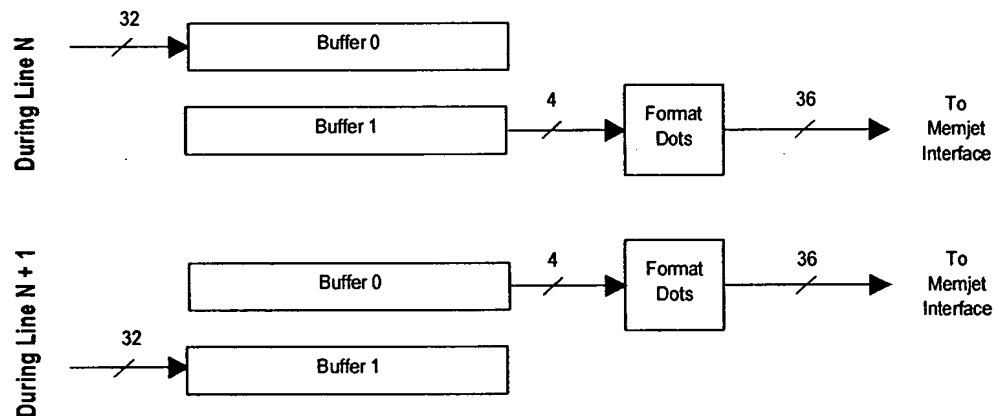 During Line N
32
Buffer 0
Buffer 1
4
Format
Dots
36
To
Memjet
Interface
During Line N + 1
Buffer 0
4
Format
Dots
36
To
Memjet
Interface
32
Buffer 1